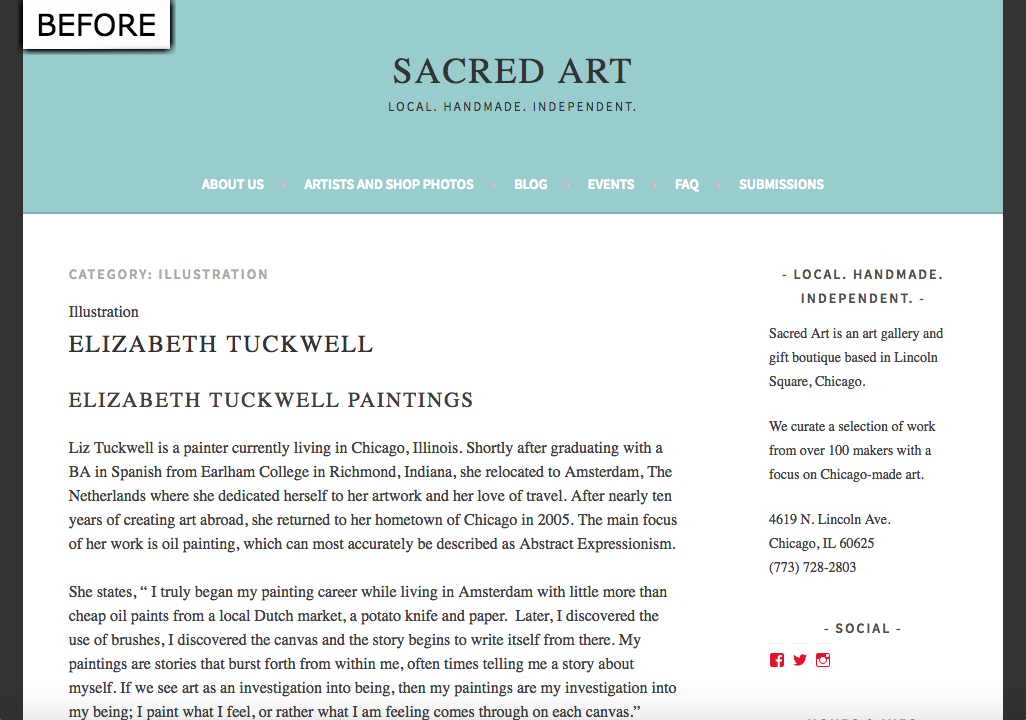 BEFORE
SACRED ART
LOCAL. HANDMADE. INDEPENDENT.
ABOUT US • ARTISTS AND SHOP PHOTOS • BLOG • EVENTS • FAQ • SUBMISSIONS
CATEGORY: ILLUSTRATION
Illustration
ELIZABETH TUCKWELL
ELIZABETH TUCKWELL PAINTINGS
Liz Tuckwell is a painter currently living in Chicago, Illinois. Shortly after graduating with a
BA in Spanish from Earlham College in Richmond, Indiana, she relocated to Amsterdam, The
Netherlands where she dedicated herself to her artwork and her love of travel. After nearly ten
years of creating art abroad, she returned to her hometown of Chicago in 2005. The main focus
of her work is oil painting, which can most accurately be described as Abstract Expressionism.
She states, “ I truly began my painting career while living in Amsterdam with little more than
cheap oil paints from a local Dutch market, a potato knife and paper.  Later, I discovered the
use of brushes, I discovered the canvas and the story begins to write itself from there. My
paintings are stories that burst forth from within me, often times telling me a story about
myself. If we see art as an investigation into being, then my paintings are my investigation into
my being; I paint what I feel, or rather what I am feeling comes through on each canvas.”
- LOCAL. HANDMADE.
INDEPENDENT. -
Sacred Art is an art gallery and
gift boutique based in Lincoln
Square, Chicago.
We curate a selection of work
from over 100 makers with a
focus on Chicago-made art.
4619 N. Lincoln Ave.
Chicago, IL 60625
(773) 728-2803
- SOCIAL -